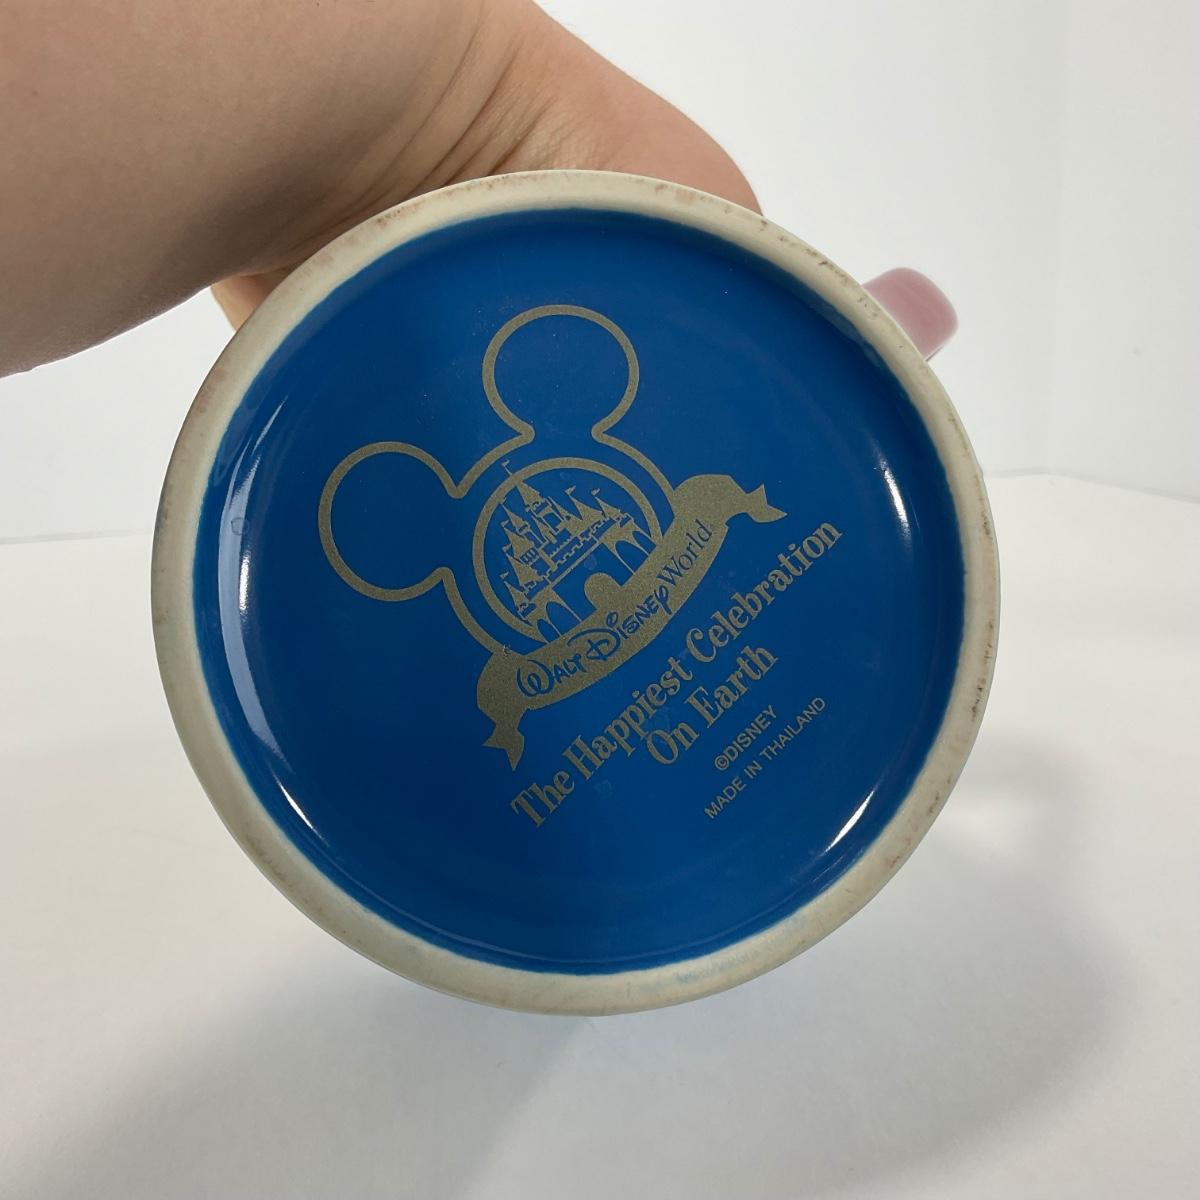 WALT DISNEY World
The Happiest Celebration
On Earth
©DISNEY
MADE IN THAILAND